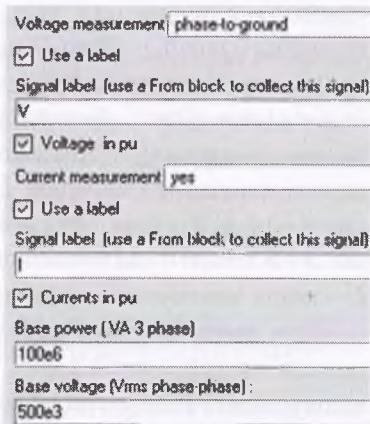 Voltage measurement phase-to-ground
Use a label
Signal label (use a From block to collect this signal)
V
Voltage in pu
Current measurement yes
Use a label
Signal label (use a From block to collect this signal)
I
Currents in pu
Base power (VA 3 phase)
100e6
Base voltage (Vrms phase-phase) :
500e3